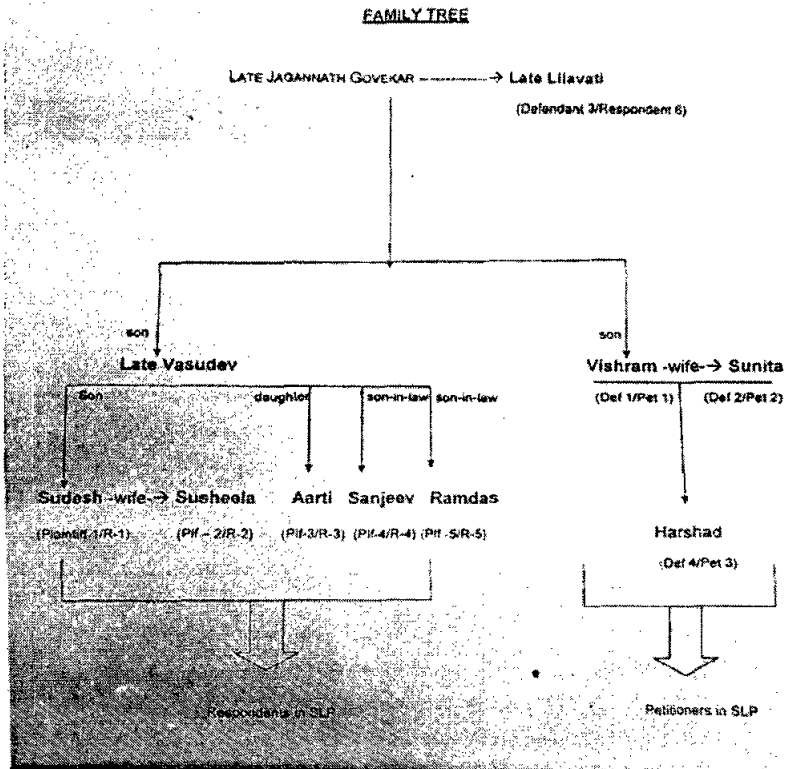 FAMILY TREE
LATE JAGANNATH GOVEKAR ----------→ Late Lilavati
(Defendant 3/Respondent 6)
son
son
Late Vasudev
Vishram -wife-→ Sunita
(Def 1/Pet 1) (Def 2/Pet 2)
Son daughter son-in-law son-in-law
Sudesh -wife-→ Susheela Aarti Sanjeev Ramdas
(Plaintiff-1/R-1) (Plf – 2/R-2) (Plf-3/R-3) (Plf-4/R-4) (Plf -5/R-5)
Harshad
(Def 4/Pet 3)
Respondents in SLP
Petitioners in SLP